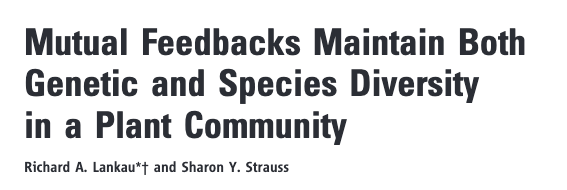 Mutual Feedbacks Maintain Both
Genetic and Species Diversity
in a Plant Community
Richard A. Lankau*† and Sharon Y. Strauss